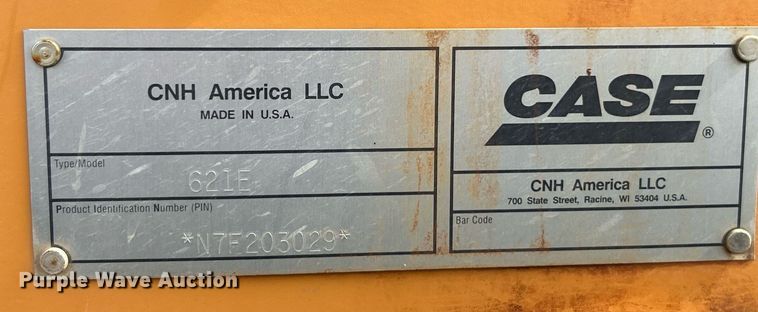 CNH America LLC
MADE IN U.S.A.
Type/Model
621E
Product Identification Number (PIN)
*N7F203029*
CASE®
CNH America LLC
700 State Street, Racine, WI 53404 U.S.A.
Bar Code
Purple Wave Auction